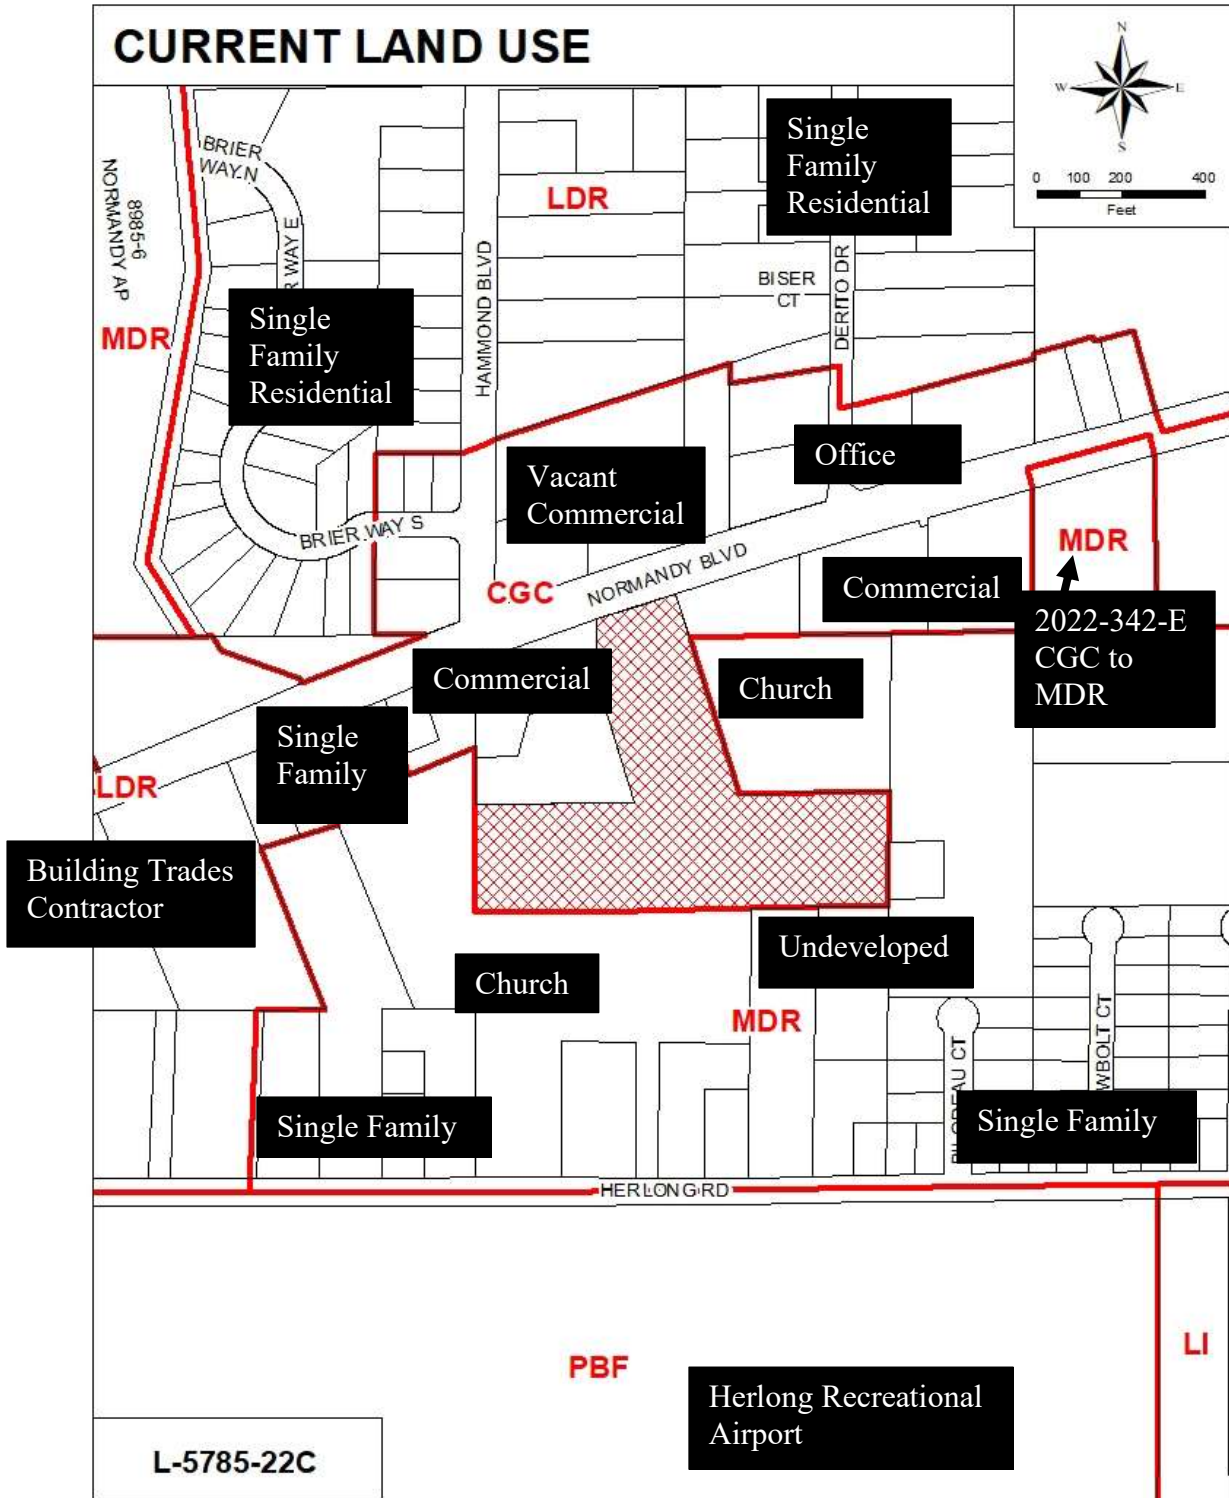 CURRENT LAND USE
N
W
E
S
0 100 200 400
Feet
BRIER
WAY N
WAY E
8985-6
NORMANDY AP
MDR
Single
Family
Residential
HAMMOND BLVD
LDR
Single
Family
Residential
BISER
CT
DERITO DR
Office
Vacant
Commercial
BRIER WAY S
CGC
NORMANDY BLVD
MDR
Commercial
2022-342-E
CGC to
MDR
Commercial
Church
Single
Family
LDR
Building Trades
Contractor
Undeveloped
Church
MDR
CT
WBOLT CT
Single Family
Single Family
HERLONG RD
PBF
LI
Herlong Recreational
Airport
L-5785-22C